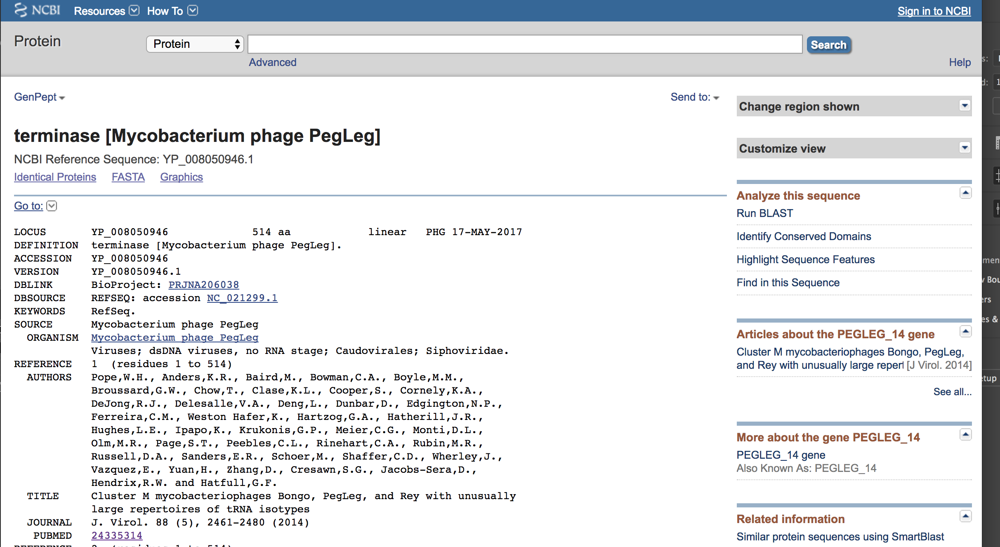 NCBI Resources How To Sign in to NCBI
Protein
Protein
Search
Advanced
Help
GenPept
Send to:
terminase [Mycobacterium phage PegLeg]
NCBI Reference Sequence: YP_008050946.1
Identical Proteins FASTA Graphics
Go to:
LOCUS YP_008050946 514 aa linear PHG 17-MAY-2017
DEFINITION terminase [Mycobacterium phage PegLeg].
ACCESSION YP_008050946
VERSION YP_008050946.1
DBLINK BioProject: PRJNA206038
DBSOURCE REFSEQ: accession NC_021299.1
KEYWORDS RefSeq.
SOURCE Mycobacterium phage PegLeg
ORGANISM Mycobacterium phage PegLeg
Viruses; dsDNA viruses, no RNA stage; Caudovirales; Siphoviridae.
REFERENCE 1 (residues 1 to 514)
AUTHORS Pope,W.H., Anders,K.R., Baird,M., Bowman,C.A., Boyle,M.M.,
Broussard,G.W., Chow,T., Clase,K.L., Cooper,S., Cornely,K.A.,
DeJong,R.J., Delesalle,V.A., Deng,L., Dunbar,D., Edgington,N.P.,
Ferreira,C.M., Weston Hafer,K., Hartzog,G.A., Hatherill,J.R.,
Hughes,L.E., Ipapo,K., Krukonis,G.P., Meier,C.G., Monti,D.L.,
Olm,M.R., Page,S.T., Peebles,C.L., Rinehart,C.A., Rubin,M.R.,
Russell,D.A., Sanders,E.R., Schoer,M., Shaffer,C.D., Wherley,J.,
Vazquez,E., Yuan,H., Zhang,D., Cresawn,S.G., Jacobs-Sera,D.,
Hendrix,R.W. and Hatfull,G.F.
TITLE Cluster M mycobacteriophages Bongo, PegLeg, and Rey with unusually
large repertoires of tRNA isotypes
JOURNAL J. Virol. 88 (5), 2461-2480 (2014)
PUBMED 24335314
REFERENCE 2 (residues 1 to 514)
Change region shown
Customize view
Analyze this sequence
Run BLAST
Identify Conserved Domains
Highlight Sequence Features
Find in this Sequence
Articles about the PEGLEG_14 gene
Cluster M mycobacteriophages Bongo, PegLeg,
and Rey with unusually large repert [J Virol. 2014]
See all...
More about the gene PEGLEG_14
PEGLEG_14 gene
Also Known As: PEGLEG_14
Related information
Similar protein sequences using SmartBlast